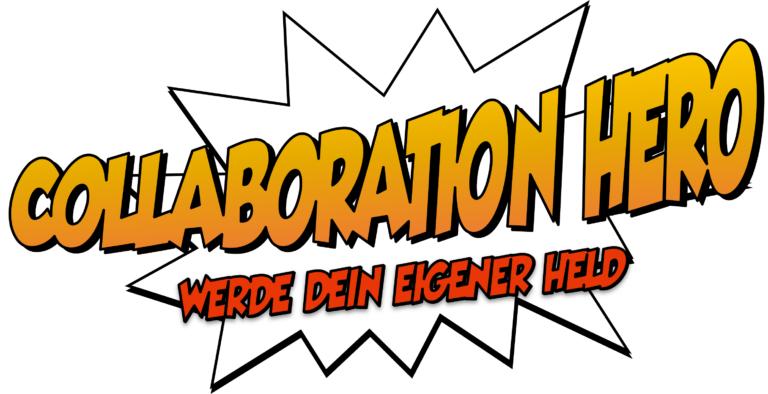 COLLABORATION HERO
WERDE DEIN EIGENER HELD